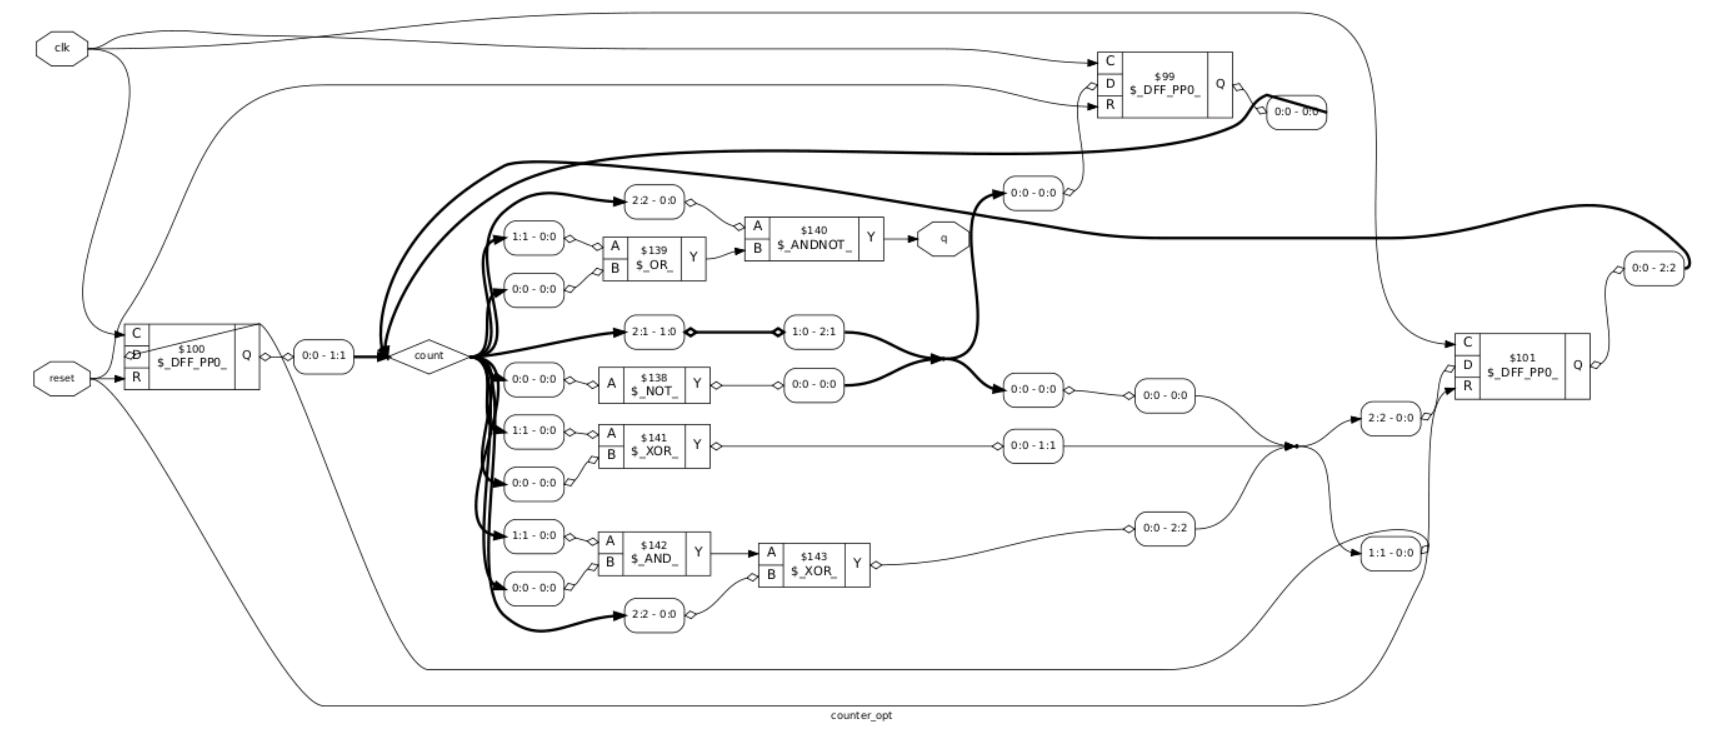 clk
C
D
R
$99
$_DFF_PP0_
Q
0:0 - 0:0
0:0 - 0:0
2:2 - 0:0
1:1 - 0:0
A
B
$139
$_OR_
Y
A
B
$140
$_ANDNOT_
Y
q
0:0 - 0:0
0:0 - 2:2
C
D
R
$100
$_DFF_PP0_
Q
0:0 - 1:1
count
2:1 - 1:0
1:0 - 2:1
reset
0:0 - 0:0
A
$138
$_NOT_
Y
0:0 - 0:0
0:0 - 0:0
0:0 - 0:0
C
D
R
$101
$_DFF_PP0_
Q
2:2 - 0:0
1:1 - 0:0
A
B
$141
$_XOR_
Y
0:0 - 1:1
0:0 - 0:0
1:1 - 0:0
A
B
$142
$_AND_
Y
A
B
$143
$_XOR_
Y
0:0 - 2:2
1:1 - 0:0
0:0 - 0:0
2:2 - 0:0
counter_opt